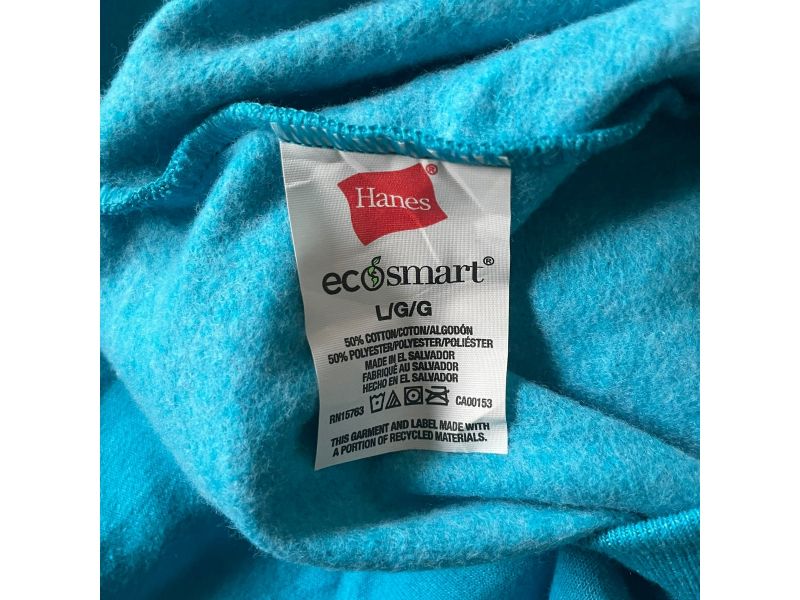 Hanes®
ecosmart®
L/G/G
50% COTTON/COTON/ALGODÓN
50% POLYESTER/POLYESTER/POLIÉSTER
MADE IN EL SALVADOR
FABRIQUÉ AU SALVADOR
HECHO EN EL SALVADOR
RN15763 CA00153
THIS GARMENT AND LABEL MADE WITH
A PORTION OF RECYCLED MATERIALS.